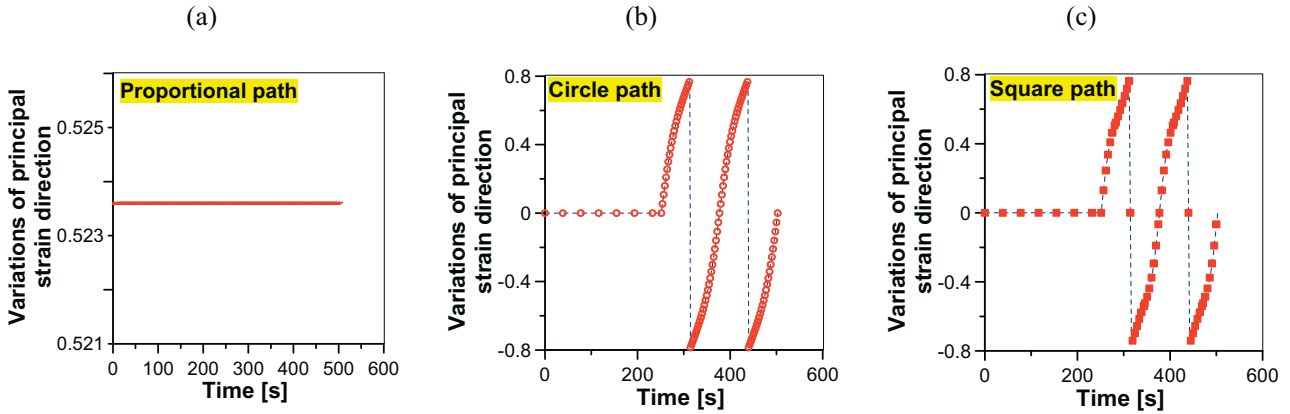 (a)
(b)
(c)
Variations of principal
strain direction
Proportional path
0.525
0.523
0.521
0 100 200 300 400 500 600
Time [s]
Variations of principal
strain direction
Circle path
0.8
0.4
0
-0.4
-0.8
0 200 400 600
Time [s]
Variations of principal
strain direction
Square path
0.8
0.4
0
-0.4
-0.8
0 200 400 600
Time [s]